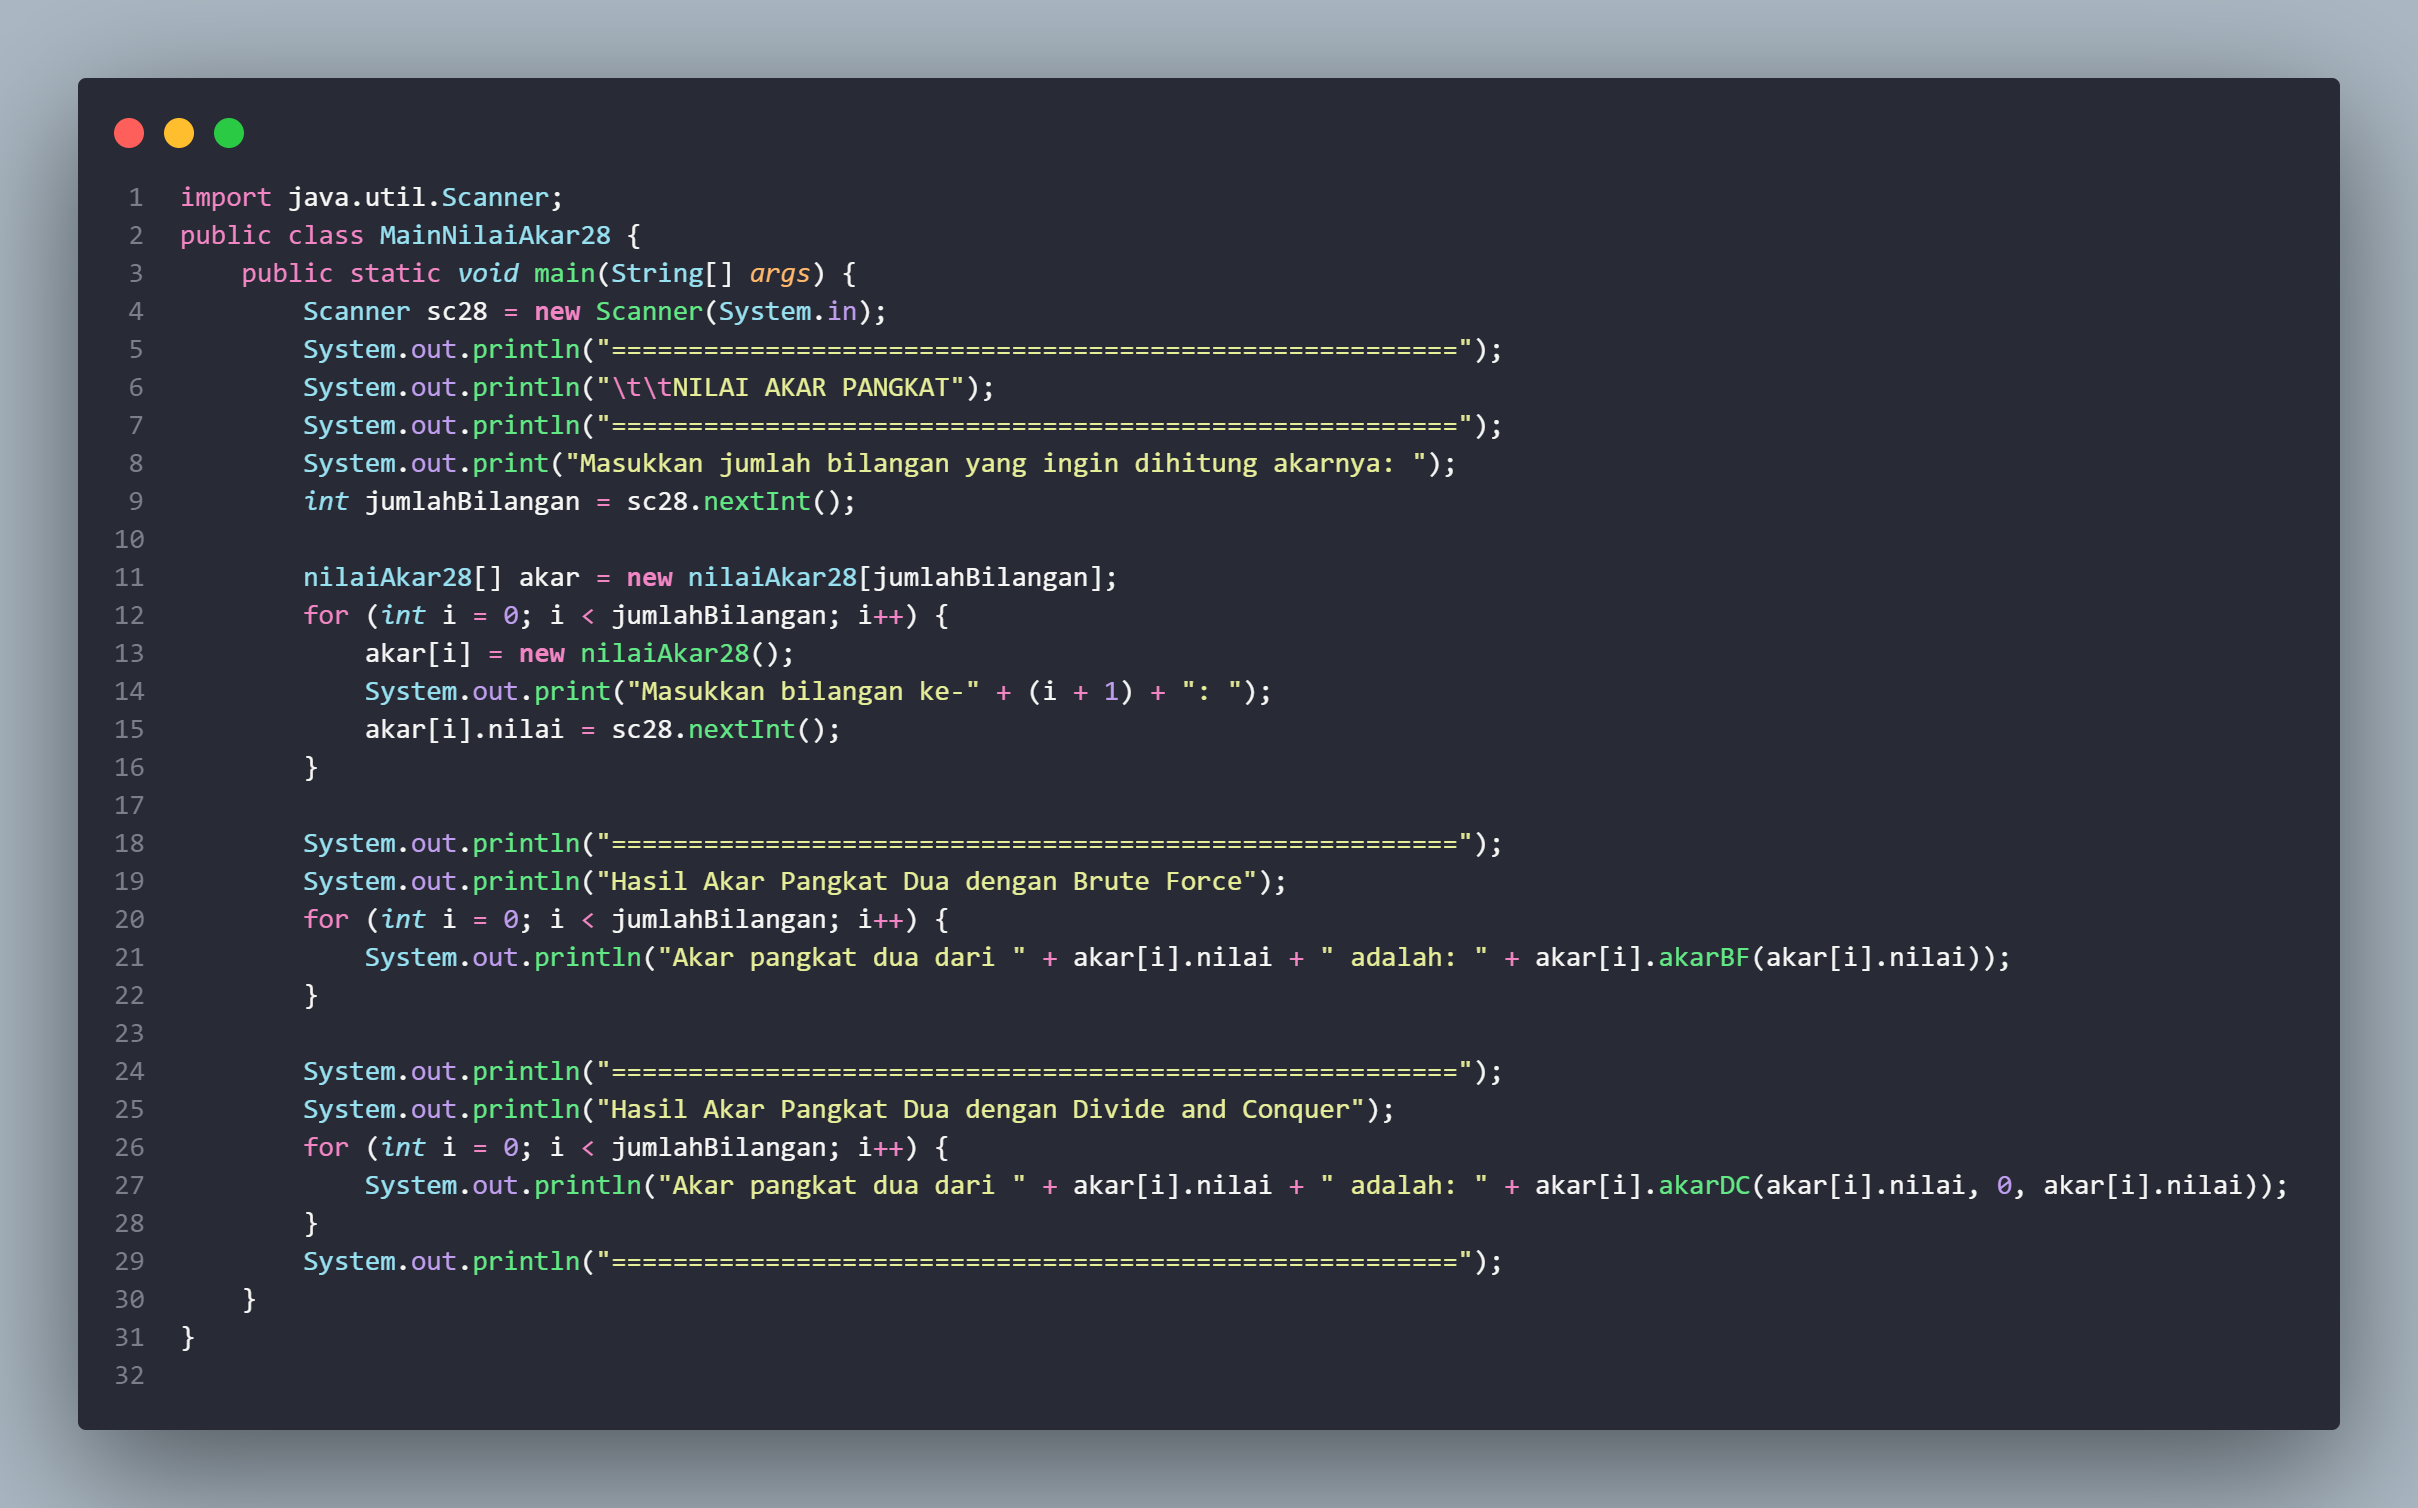 1 import java.util.Scanner;
2 public class MainNilaiAkar28 {
3     public static void main(String[] args) {
4         Scanner sc28 = new Scanner(System.in);
5         System.out.println("=======================================================");
6         System.out.println("\t\tNILAI AKAR PANGKAT");
7         System.out.println("=======================================================");
8         System.out.print("Masukkan jumlah bilangan yang ingin dihitung akarnya: ");
9         int jumlahBilangan = sc28.nextInt();
10
11         nilaiAkar28[] akar = new nilaiAkar28[jumlahBilangan];
12         for (int i = 0; i < jumlahBilangan; i++) {
13             akar[i] = new nilaiAkar28();
14             System.out.print("Masukkan bilangan ke-" + (i + 1) + ": ");
15             akar[i].nilai = sc28.nextInt();
16         }
17
18         System.out.println("=======================================================");
19         System.out.println("Hasil Akar Pangkat Dua dengan Brute Force");
20         for (int i = 0; i < jumlahBilangan; i++) {
21             System.out.println("Akar pangkat dua dari " + akar[i].nilai + " adalah: " + akar[i].akarBF(akar[i].nilai));
22         }
23
24         System.out.println("=======================================================");
25         System.out.println("Hasil Akar Pangkat Dua dengan Divide and Conquer");
26         for (int i = 0; i < jumlahBilangan; i++) {
27             System.out.println("Akar pangkat dua dari " + akar[i].nilai + " adalah: " + akar[i].akarDC(akar[i].nilai, 0, akar[i].nilai));
28         }
29         System.out.println("=======================================================");
30     }
31 }
32